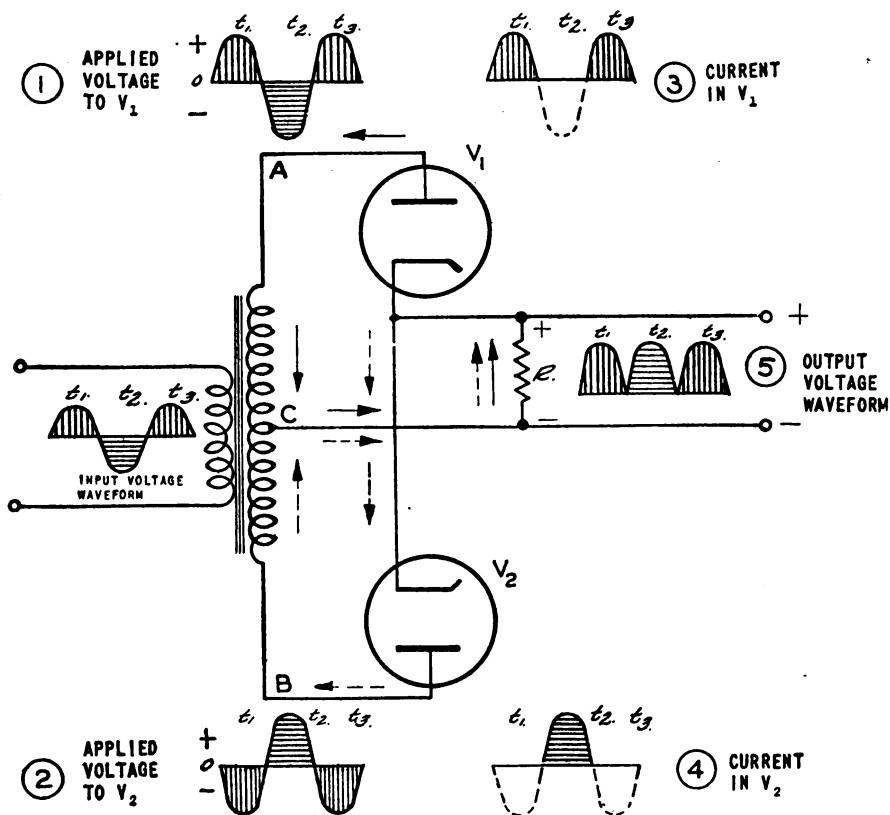 t1. t2. t3.
1
APPLIED
VOLTAGE
TO V1
+
0
−
t1. t2. t3
3
CURRENT
IN V1
A
V1
+
t1. t2. t3.
5
OUTPUT
VOLTAGE
WAVEFORM
+
R.
−
−
C
t1. t2. t3.
INPUT VOLTAGE
WAVEFORM
V2
B
t1 t2. t3.
2
APPLIED
VOLTAGE
TO V2
+
0
−
t1. t2. t3
4
CURRENT
IN V2